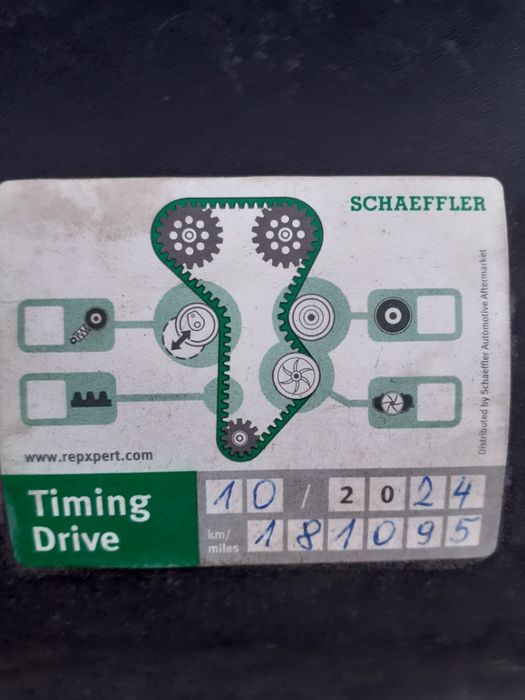 SCHAEFFLER
Distributed by Schaeffler Automotive Aftermarket
www.repxpert.com
Timing
Drive
10 / 2024
km/
miles
181095